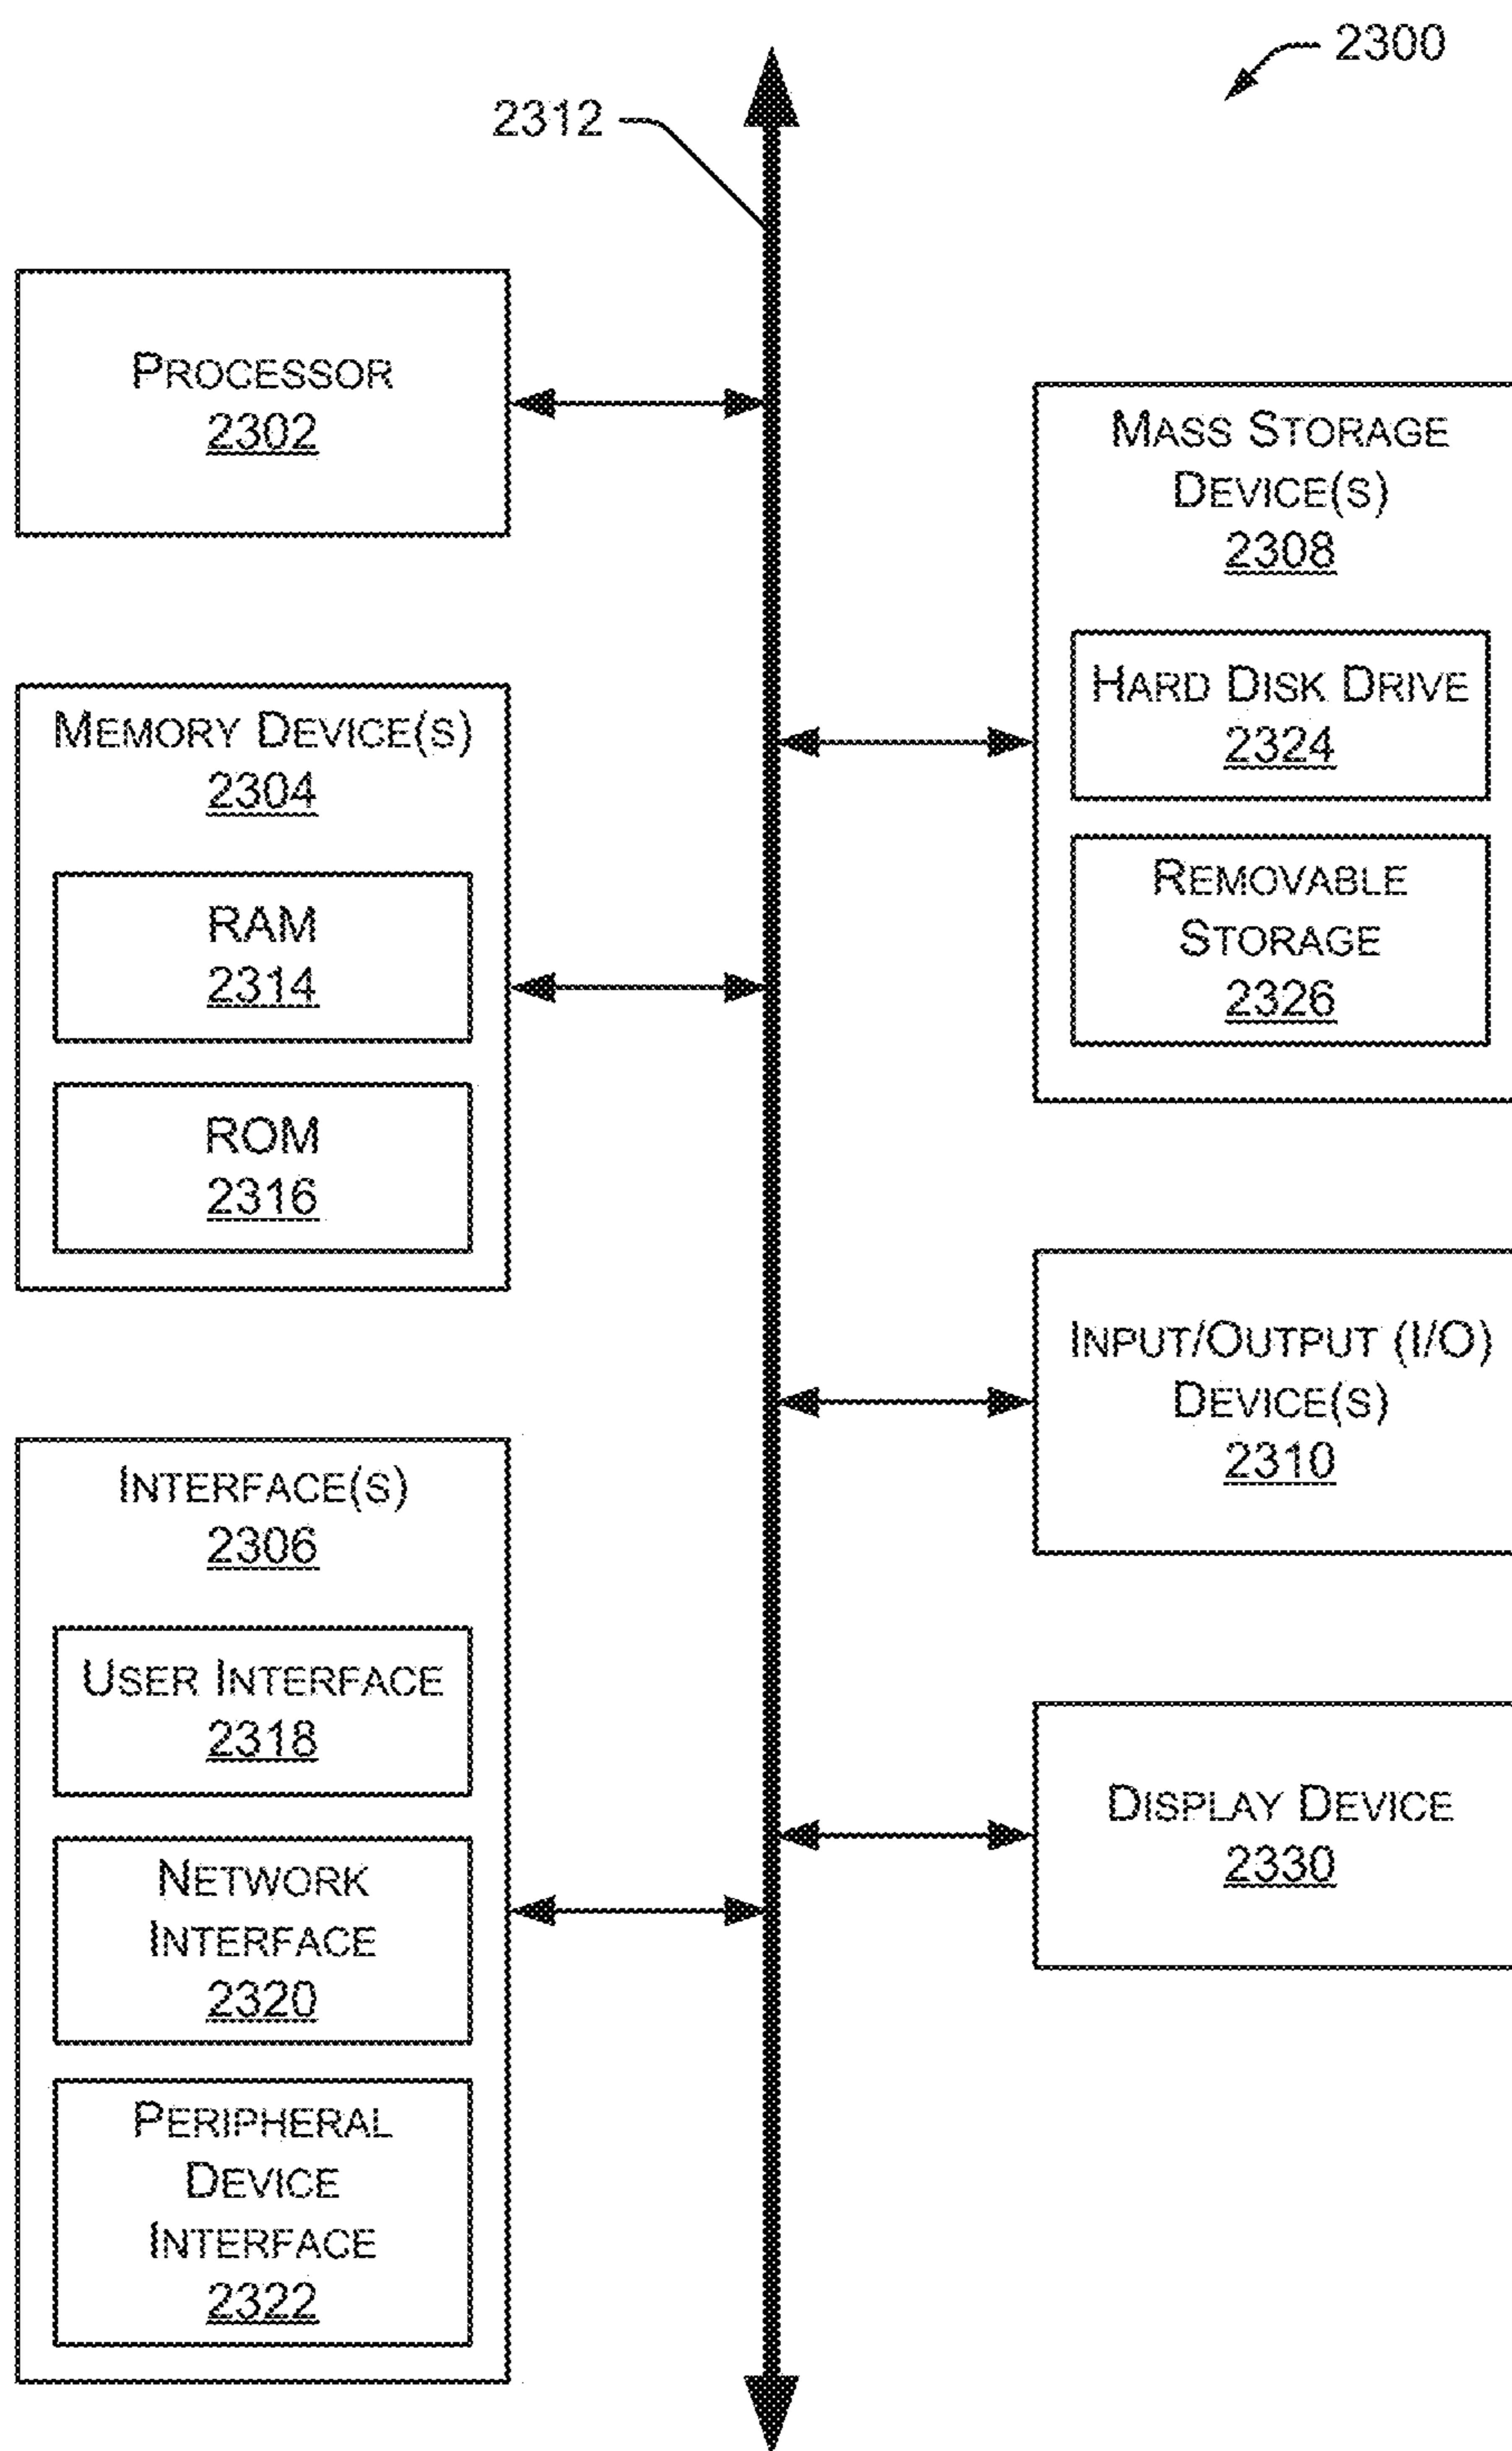 2300
2312
PROCESSOR
2302
MEMORY DEVICE(S)
2304
RAM
2314
ROM
2316
INTERFACE(S)
2306
USER INTERFACE
2318
NETWORK
INTERFACE
2320
PERIPHERAL
DEVICE
INTERFACE
2322
MASS STORAGE
DEVICE(S)
2308
HARD DISK DRIVE
2324
REMOVABLE
STORAGE
2326
INPUT/OUTPUT (I/O)
DEVICE(S)
2310
DISPLAY DEVICE
2330